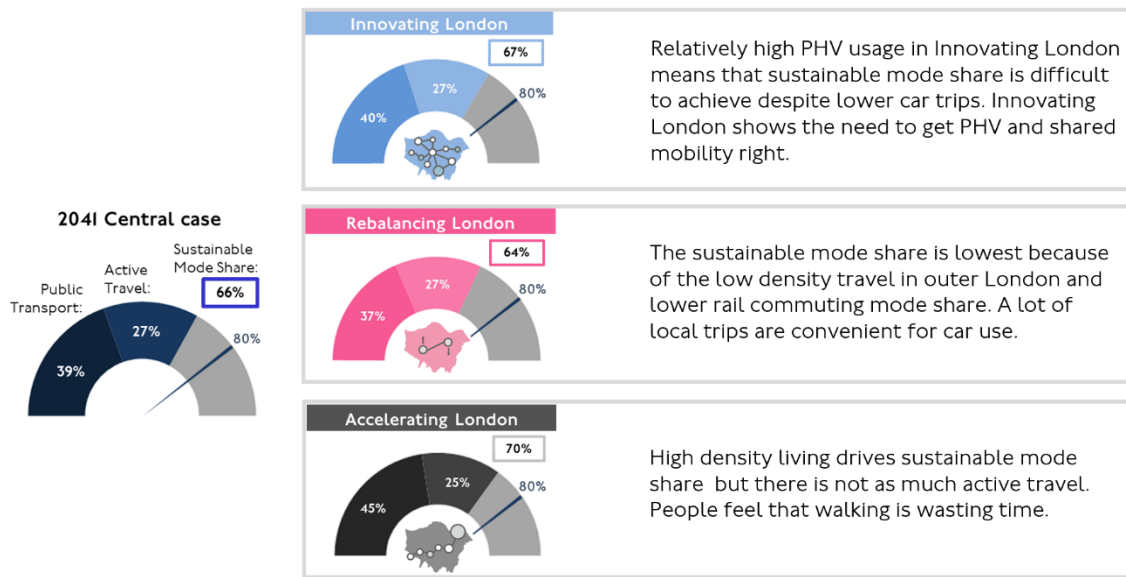 2041 Central case
Sustainable
Mode Share:
66%
Active
Travel:
Public
Transport:
27%
39%
80%
Innovating London
67%
27%
40%
80%
Relatively high PHV usage in Innovating London
means that sustainable mode share is difficult
to achieve despite lower car trips. Innovating
London shows the need to get PHV and shared
mobility right.
Rebalancing London
64%
27%
37%
80%
The sustainable mode share is lowest because
of the low density travel in outer London and
lower rail commuting mode share. A lot of
local trips are convenient for car use.
Accelerating London
70%
25%
45%
80%
High density living drives sustainable mode
share but there is not as much active travel.
People feel that walking is wasting time.